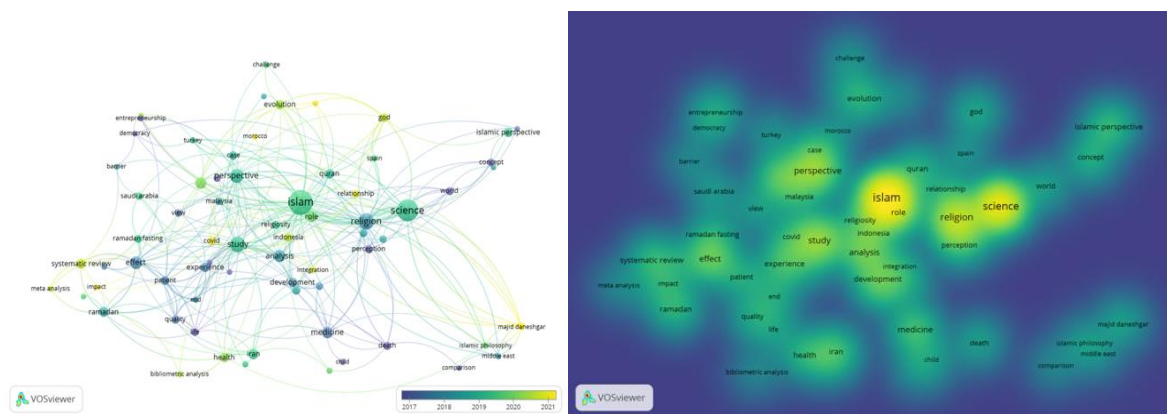 challenge
evolution
entrepreneurship
god
democracy
islamic perspective
turkey
morocco
case
spain
barrier
concept
perspective
quran
saudi arabia
malaysia
relationship
world
islam
view
role
science
religiosity
religion
ramadan fasting
covid
study
indonesia
perception
analysis
systematic review
effect
experience
integration
meta analysis
impact
patient
development
end
ramadan
quality
life
medicine
majid daneshgar
death
islamic philosophy
health
iran
middle east
child
comparison
bibliometric analysis
VOSviewer
2017 2018 2019 2020 2021
challenge
evolution
entrepreneurship
god
democracy
islamic perspective
turkey
morocco
case
spain
barrier
concept
perspective
quran
saudi arabia
malaysia
relationship
world
islam
view
role
science
religiosity
religion
ramadan fasting
covid
study
indonesia
perception
analysis
systematic review
effect
experience
integration
meta analysis
impact
patient
development
end
ramadan
quality
life
medicine
majid daneshgar
death
islamic philosophy
health
iran
middle east
child
comparison
bibliometric analysis
VOSviewer